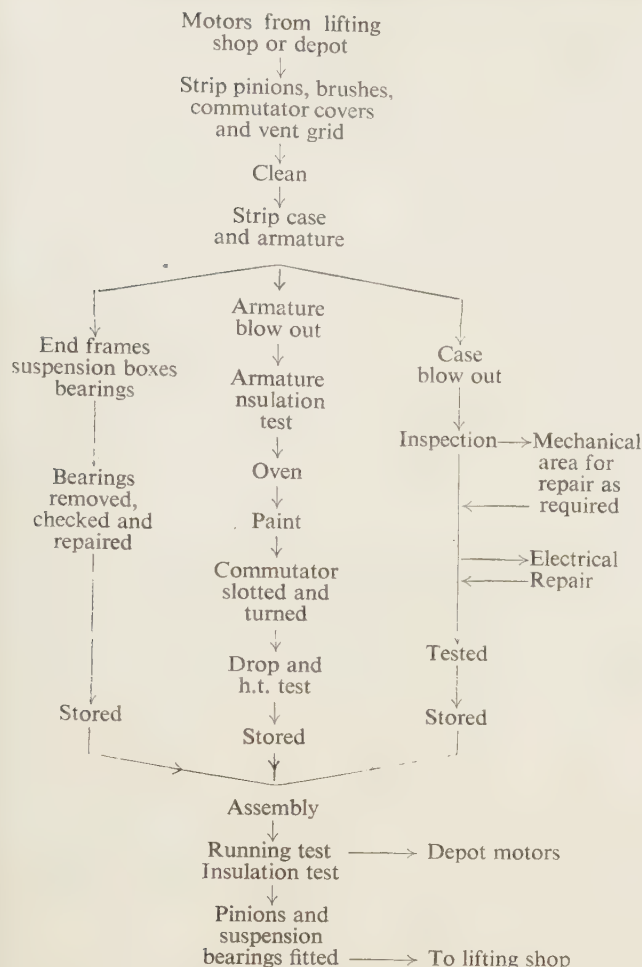 Motors from lifting
shop or depot
Strip pinions, brushes,
commutator covers
and vent grid
Clean
Strip case
and armature
End frames
suspension boxes
bearings
Bearings
removed,
checked and
repaired
Stored
Armature
blow out
Armature
nsulation
test
Oven
Paint
Commutator
slotted and
turned
Drop and
h.t. test
Stored
Case
blow out
Inspection
Mechanical
area for
repair as
required
Electrical
Repair
Tested
Stored
Assembly
Running test
Insulation test
Depot motors
Pinions and
suspension
bearings fitted
To lifting shop